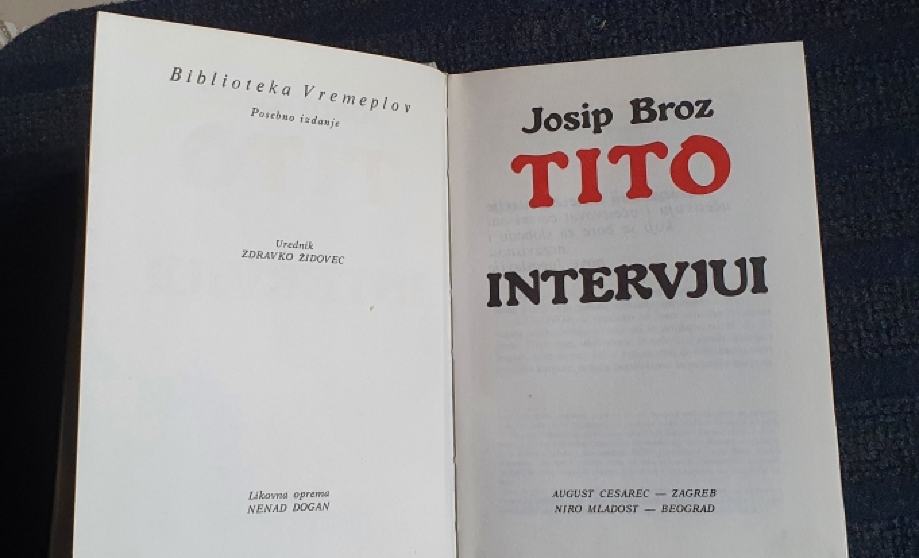 Biblioteka Vremeplov
Posebno izdanje
Urednik
ZDRAVKO ŽIDOVEC
Likovna oprema
NENAD DOGAN
Josip Broz
TITO
INTERVJUI
AUGUST CESAREC — ZAGREB
NIRO MLADOST — BEOGRAD